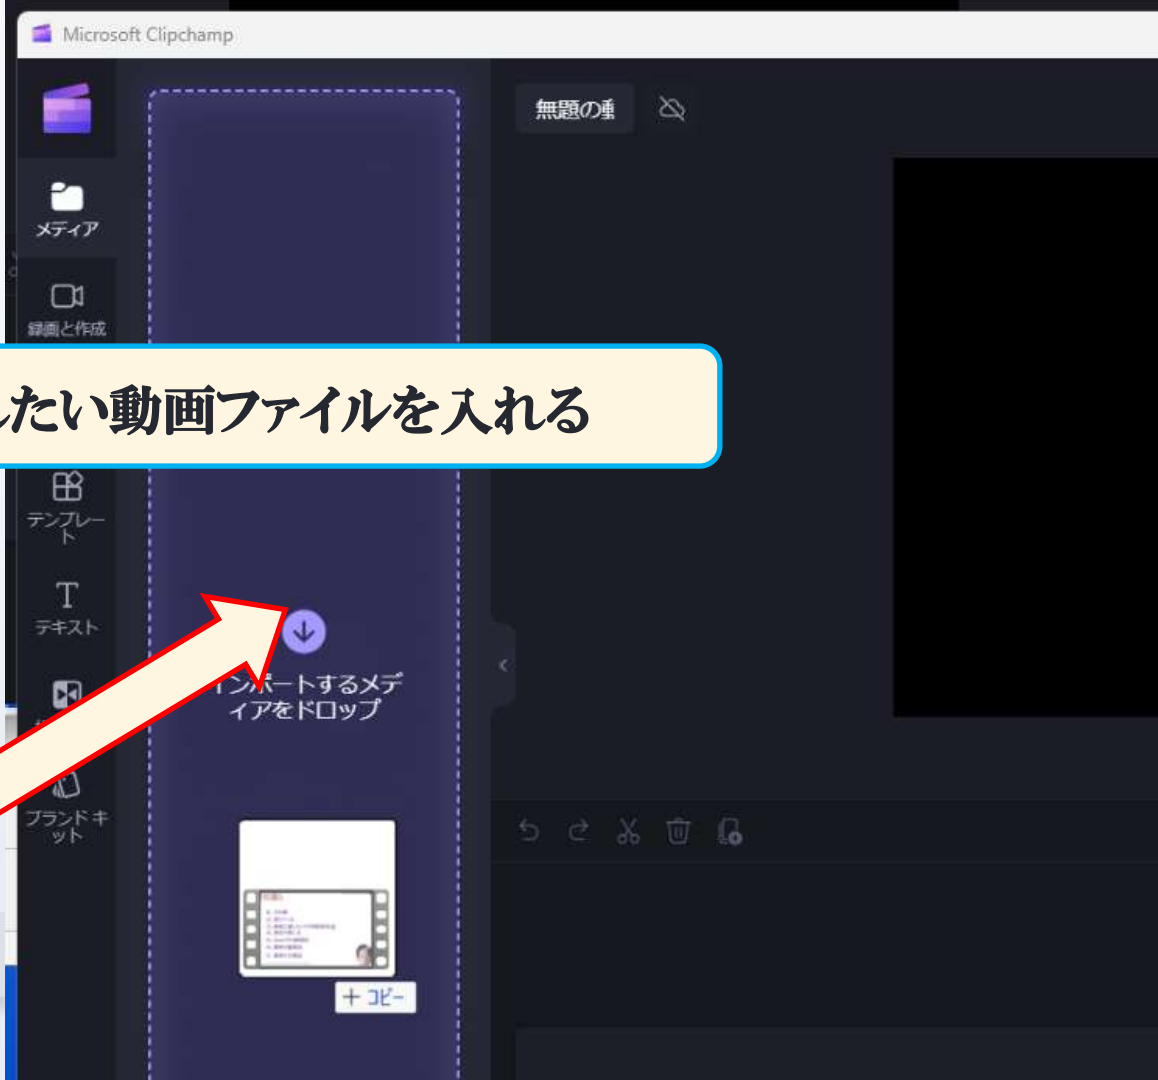 Microsoft Clipchamp
無題の重
メディア
録画と作成
たい動画ファイルを入れる
テンプレー
ト
テキスト
インポートするメデ
ィアをドロップ
ブランド キ
ット
+ コピー